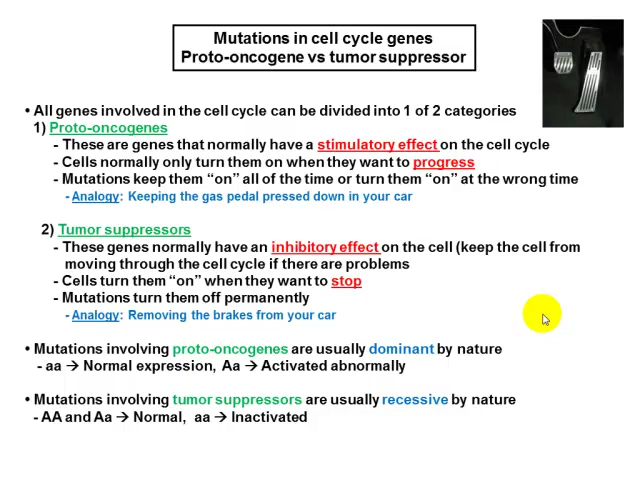 Mutations in cell cycle genes
Proto-oncogene vs tumor suppressor
• All genes involved in the cell cycle can be divided into 1 of 2 categories
1) Proto-oncogenes
- These are genes that normally have a stimulatory effect on the cell cycle
- Cells normally only turn them on when they want to progress
- Mutations keep them “on” all of the time or turn them “on” at the wrong time
- Analogy: Keeping the gas pedal pressed down in your car
2) Tumor suppressors
- These genes normally have an inhibitory effect on the cell (keep the cell from
moving through the cell cycle if there are problems
- Cells turn them “on” when they want to stop
- Mutations turn them off permanently
- Analogy: Removing the brakes from your car
• Mutations involving proto-oncogenes are usually dominant by nature
- aa → Normal expression, Aa → Activated abnormally
• Mutations involving tumor suppressors are usually recessive by nature
- AA and Aa → Normal, aa → Inactivated